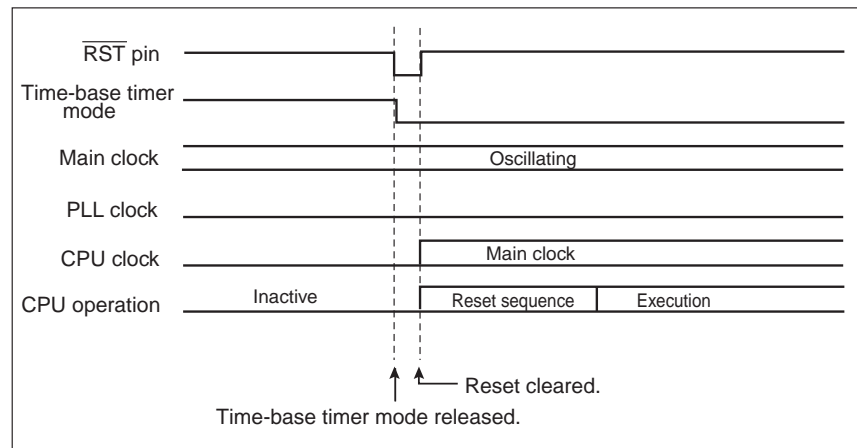 RST pin
Time-base timer
mode
Main clock
Oscillating
PLL clock
CPU clock
Main clock
CPU operation
Inactive
Reset sequence
Execution
Reset cleared.
Time-base timer mode released.